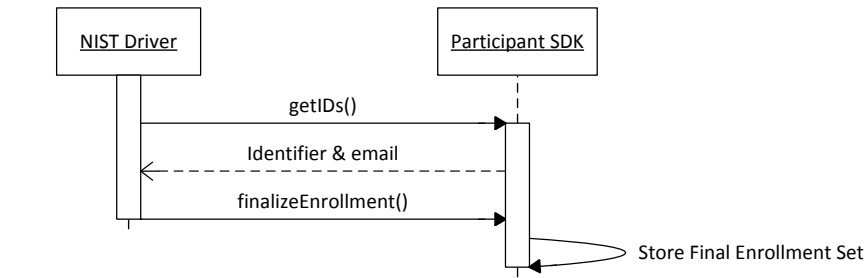 NIST Driver
Participant SDK
getIDs()
Identifier & email
finalizeEnrollment()
Store Final Enrollment Set